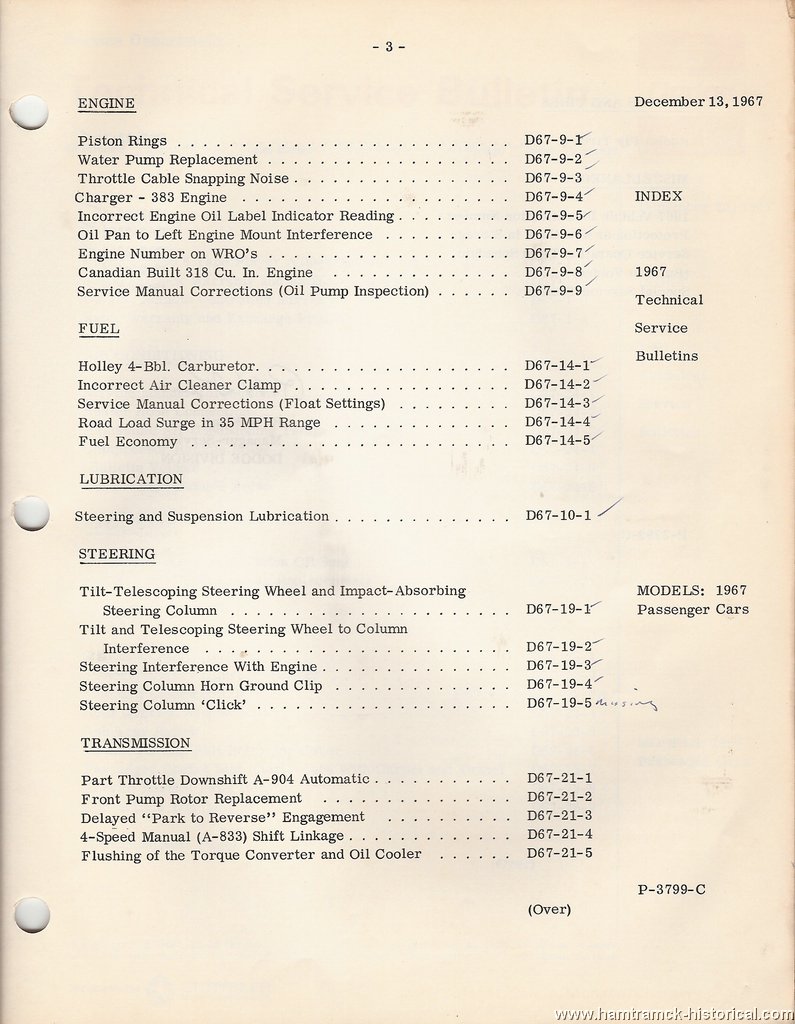 - 3 -
ENGINE
December 13, 1967
Piston Rings . . . . . . . . . . . . . . . . . . . . . . . . . . D67-9-1
Water Pump Replacement . . . . . . . . . . . . . . . . . . . D67-9-2
Throttle Cable Snapping Noise . . . . . . . . . . . . . . . . . D67-9-3
Charger - 383 Engine . . . . . . . . . . . . . . . . . . . . . D67-9-4
INDEX
Incorrect Engine Oil Label Indicator Reading . . . . . . . . . D67-9-5
Oil Pan to Left Engine Mount Interference . . . . . . . . . . D67-9-6
Engine Number on WRO's . . . . . . . . . . . . . . . . . . . . D67-9-7
Canadian Built 318 Cu. In. Engine . . . . . . . . . . . . . . D67-9-8
1967
Service Manual Corrections (Oil Pump Inspection) . . . . . . D67-9-9
Technical
FUEL
Service
Bulletins
Holley 4-Bbl. Carburetor. . . . . . . . . . . . . . . . . . . . D67-14-1
Incorrect Air Cleaner Clamp . . . . . . . . . . . . . . . . . D67-14-2
Service Manual Corrections (Float Settings) . . . . . . . . . D67-14-3
Road Load Surge in 35 MPH Range . . . . . . . . . . . . . . D67-14-4
Fuel Economy . . . . . . . . . . . . . . . . . . . . . . . . . D67-14-5
LUBRICATION
Steering and Suspension Lubrication . . . . . . . . . . . . . . D67-10-1
STEERING
Tilt-Telescoping Steering Wheel and Impact-Absorbing
MODELS: 1967
Steering Column . . . . . . . . . . . . . . . . . . . . . . D67-19-1
Passenger Cars
Tilt and Telescoping Steering Wheel to Column
Interference . . . . . . . . . . . . . . . . . . . . . . . . D67-19-2
Steering Interference With Engine . . . . . . . . . . . . . . . D67-19-3
Steering Column Horn Ground Clip . . . . . . . . . . . . . . D67-19-4
Steering Column ‘Click’ . . . . . . . . . . . . . . . . . . . . D67-19-5 missing
TRANSMISSION
Part Throttle Downshift A-904 Automatic . . . . . . . . . . . D67-21-1
Front Pump Rotor Replacement . . . . . . . . . . . . . . . D67-21-2
Delayed “Park to Reverse” Engagement . . . . . . . . . . D67-21-3
4-Speed Manual (A-833) Shift Linkage . . . . . . . . . . . . . D67-21-4
Flushing of the Torque Converter and Oil Cooler . . . . . . D67-21-5
P-3799-C
(Over)
www.hamtramck-historical.com